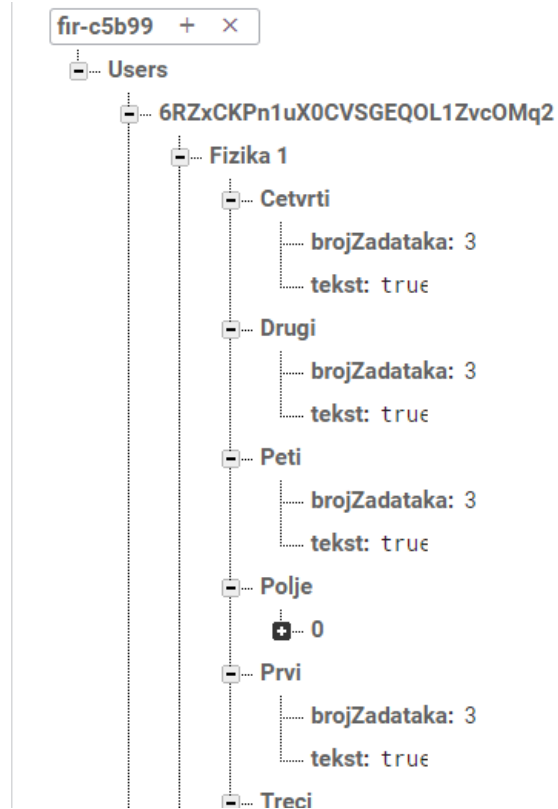 fir-c5b99 + ×
Users
6RZxCKPn1uX0CVSGEQOL1ZvcOMq2
Fizika 1
Cetvrti
brojZadataka: 3
tekst: true
Drugi
brojZadataka: 3
tekst: true
Peti
brojZadataka: 3
tekst: true
Polje
0
Prvi
brojZadataka: 3
tekst: true
Treci